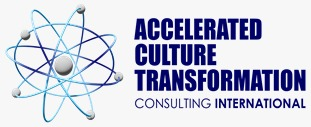 ACCELERATED
CULTURE
TRANSFORMATION
CONSULTING INTERNATIONAL